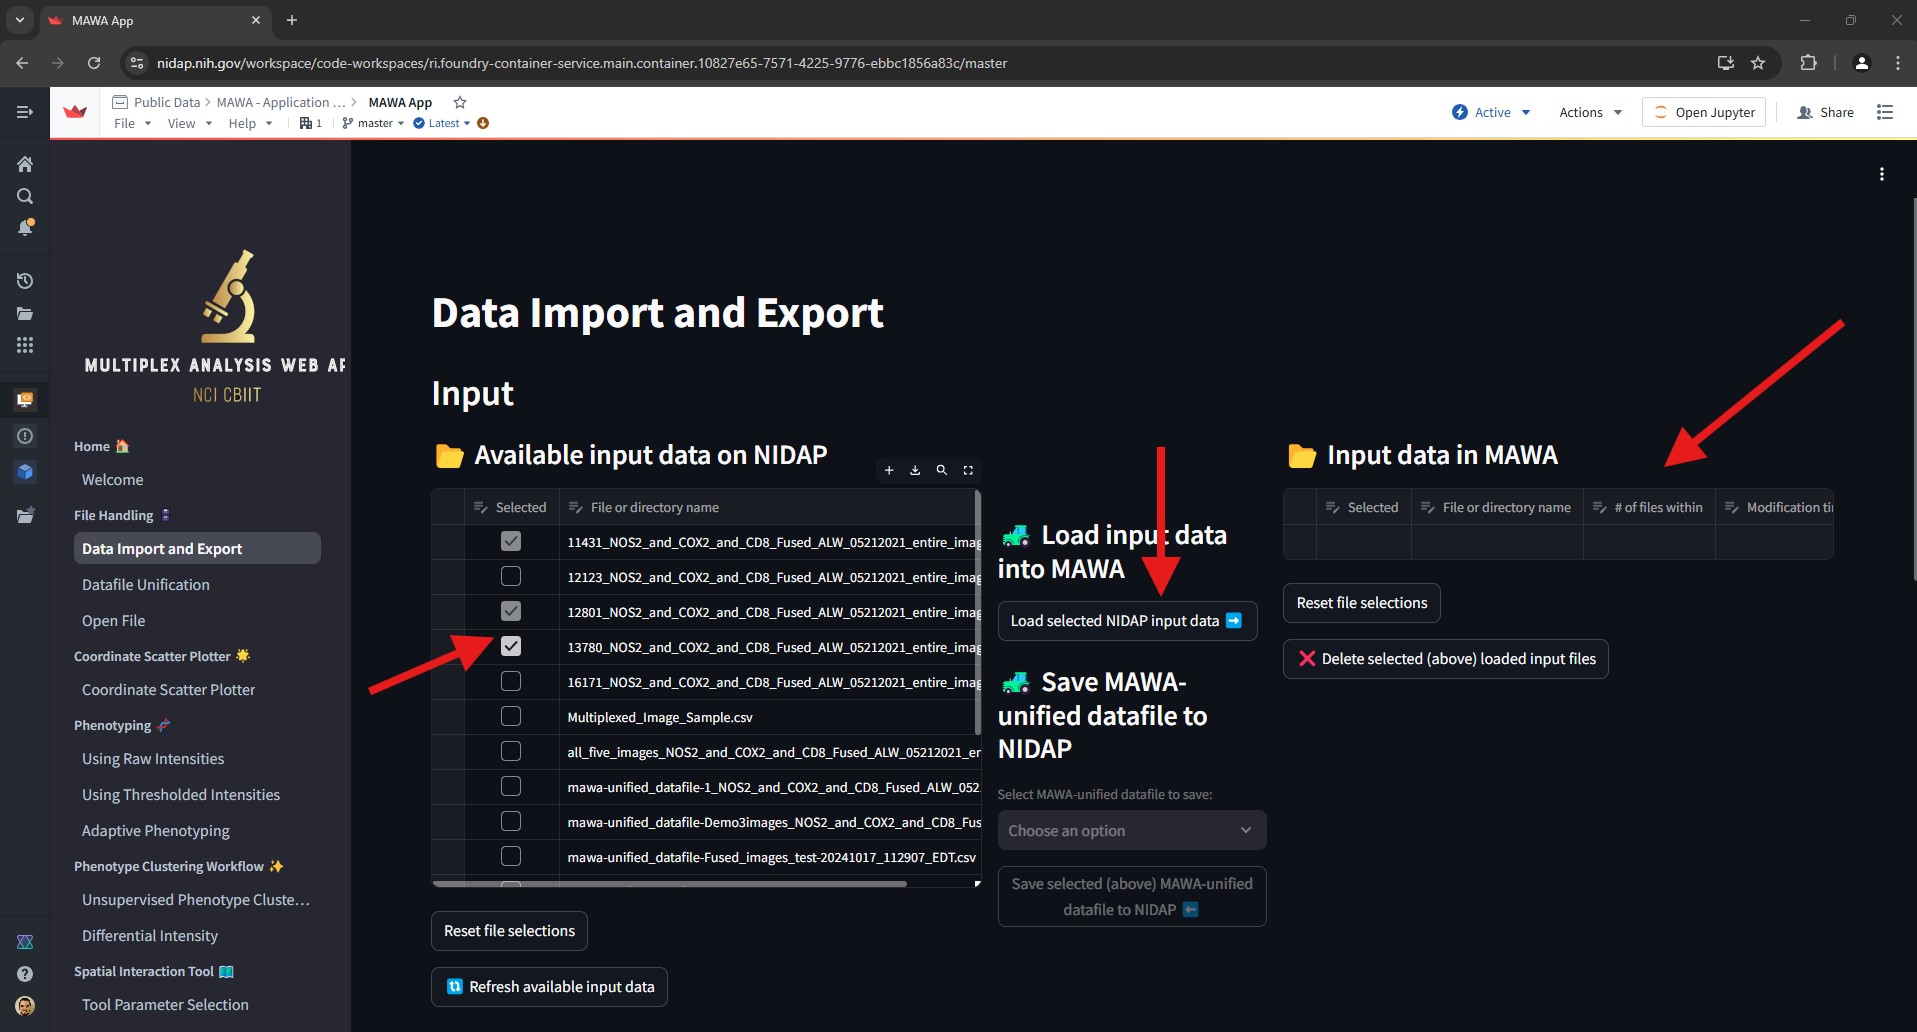 MAWA App
nidap.nih.gov/workspace/code-workspaces/ri.foundry-container-service.main.container.10827e65-7571-4225-9776-ebbc1856a83c/master
Public Data > MAWA - Application ... > MAWA App
File View Help 1 master Latest
Active Actions Open Jupyter Share
MULTIPLEX ANALYSIS WEB AP
NCI CBIIT
Home
Welcome
File Handling
Data Import and Export
Datafile Unification
Open File
Coordinate Scatter Plotter
Coordinate Scatter Plotter
Phenotyping
Using Raw Intensities
Using Thresholded Intensities
Adaptive Phenotyping
Phenotype Clustering Workflow
Unsupervised Phenotype Cluste...
Differential Intensity
Spatial Interaction Tool
Tool Parameter Selection
Data Import and Export
Input
Available input data on NIDAP
Selected File or directory name
11431_NOS2_and_COX2_and_CD8_Fused_ALW_05212021_entire_imag
12123_NOS2_and_COX2_and_CD8_Fused_ALW_05212021_entire_imag
12801_NOS2_and_COX2_and_CD8_Fused_ALW_05212021_entire_imag
13780_NOS2_and_COX2_and_CD8_Fused_ALW_05212021_entire_imag
16171_NOS2_and_COX2_and_CD8_Fused_ALW_05212021_entire_imag
Multiplexed_Image_Sample.csv
all_five_images_NOS2_and_COX2_and_CD8_Fused_ALW_05212021_en
mawa-unified_datafile-1_NOS2_and_COX2_and_CD8_Fused_ALW_052
mawa-unified_datafile-Demo3images_NOS2_and_COX2_and_CD8_Fus
mawa-unified_datafile-Fused_images_test-20241017_112907_EDT.csv
Reset file selections
Refresh available input data
Load input data
into MAWA
Load selected NIDAP input data
Save MAWA-
unified datafile to
NIDAP
Select MAWA-unified datafile to save:
Choose an option
Save selected (above) MAWA-unified
datafile to NIDAP
Input data in MAWA
Selected File or directory name # of files within Modification ti
Reset file selections
Delete selected (above) loaded input files